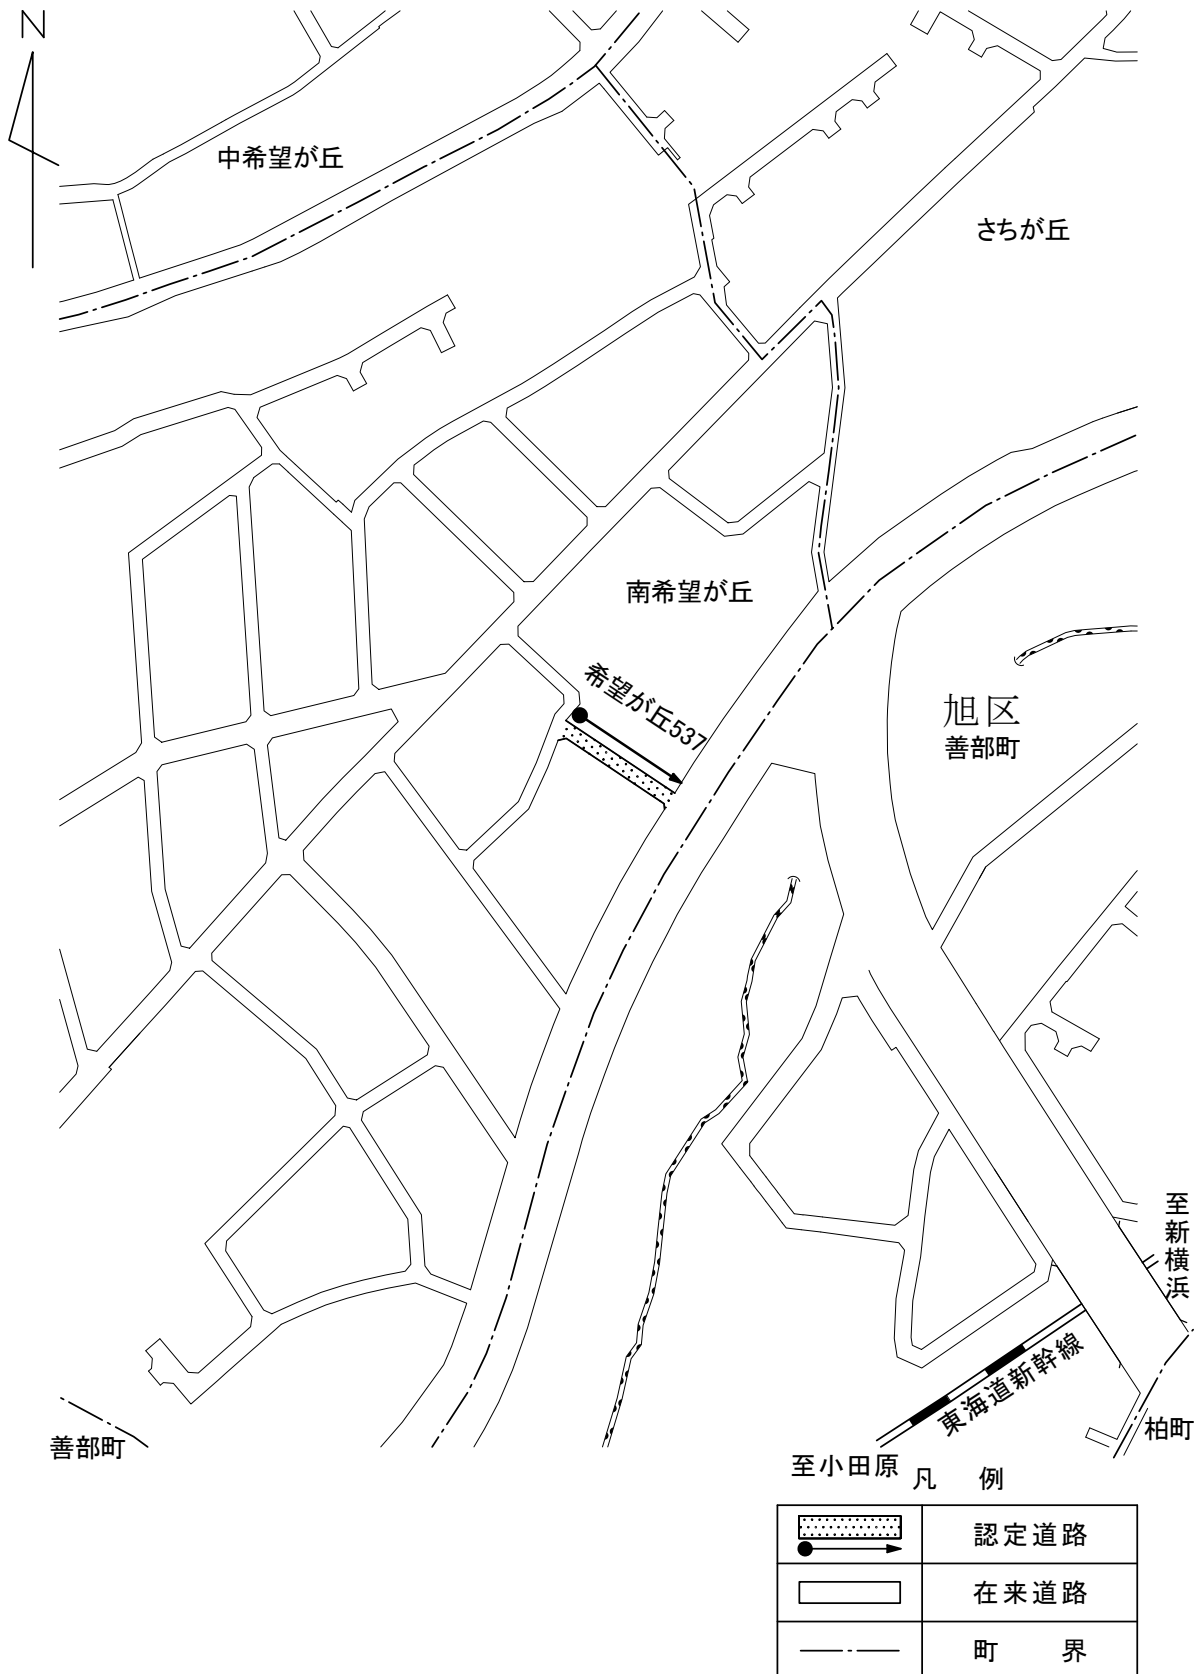 N
中希望が丘
さちが丘
南希望が丘
希望が丘537
旭区
善部町
至新横浜
東海道新幹線
柏町
善部町
至小田原
凡 例
認定道路
在来道路
町 界